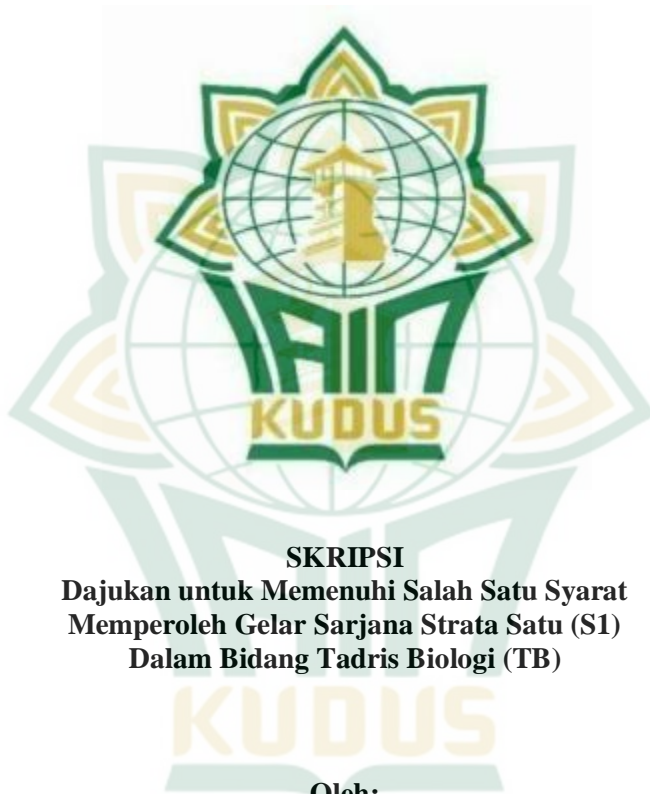 IAIN
KUDUS
SKRIPSI
Dajukan untuk Memenuhi Salah Satu Syarat
Memperoleh Gelar Sarjana Strata Satu (S1)
Dalam Bidang Tadris Biologi (TB)
KUDUS
Oleh: